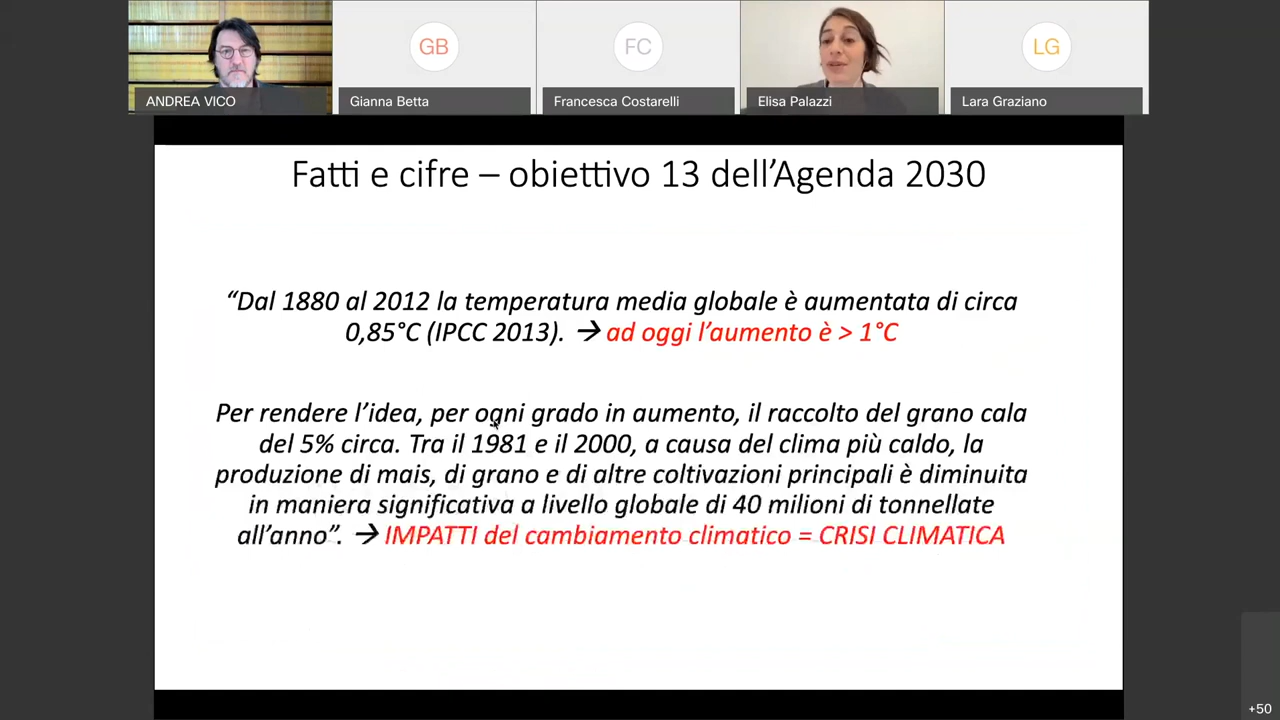 GB
FC
LG
ANDREA VICO
Gianna Betta
Francesca Costarelli
Elisa Palazzi
Lara Graziano
Fatti e cifre – obiettivo 13 dell’Agenda 2030
“Dal 1880 al 2012 la temperatura media globale è aumentata di circa
0,85°C (IPCC 2013). → ad oggi l’aumento è > 1°C
Per rendere l’idea, per ogni grado in aumento, il raccolto del grano cala
del 5% circa. Tra il 1981 e il 2000, a causa del clima più caldo, la
produzione di mais, di grano e di altre coltivazioni principali è diminuita
in maniera significativa a livello globale di 40 milioni di tonnellate
all’anno”. → IMPATTI del cambiamento climatico = CRISI CLIMATICA
+50